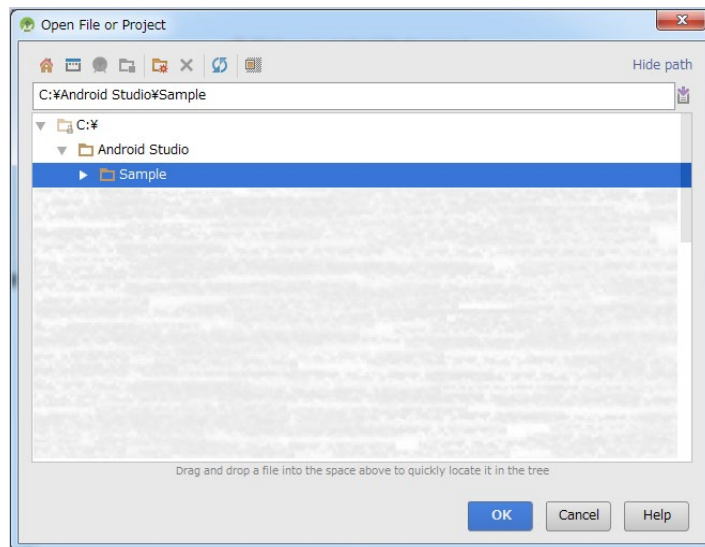 Open File or Project
Hide path
C:¥Android Studio¥Sample
C:¥
Android Studio
Sample
Drag and drop a file into the space above to quickly locate it in the tree
OK
Cancel
Help